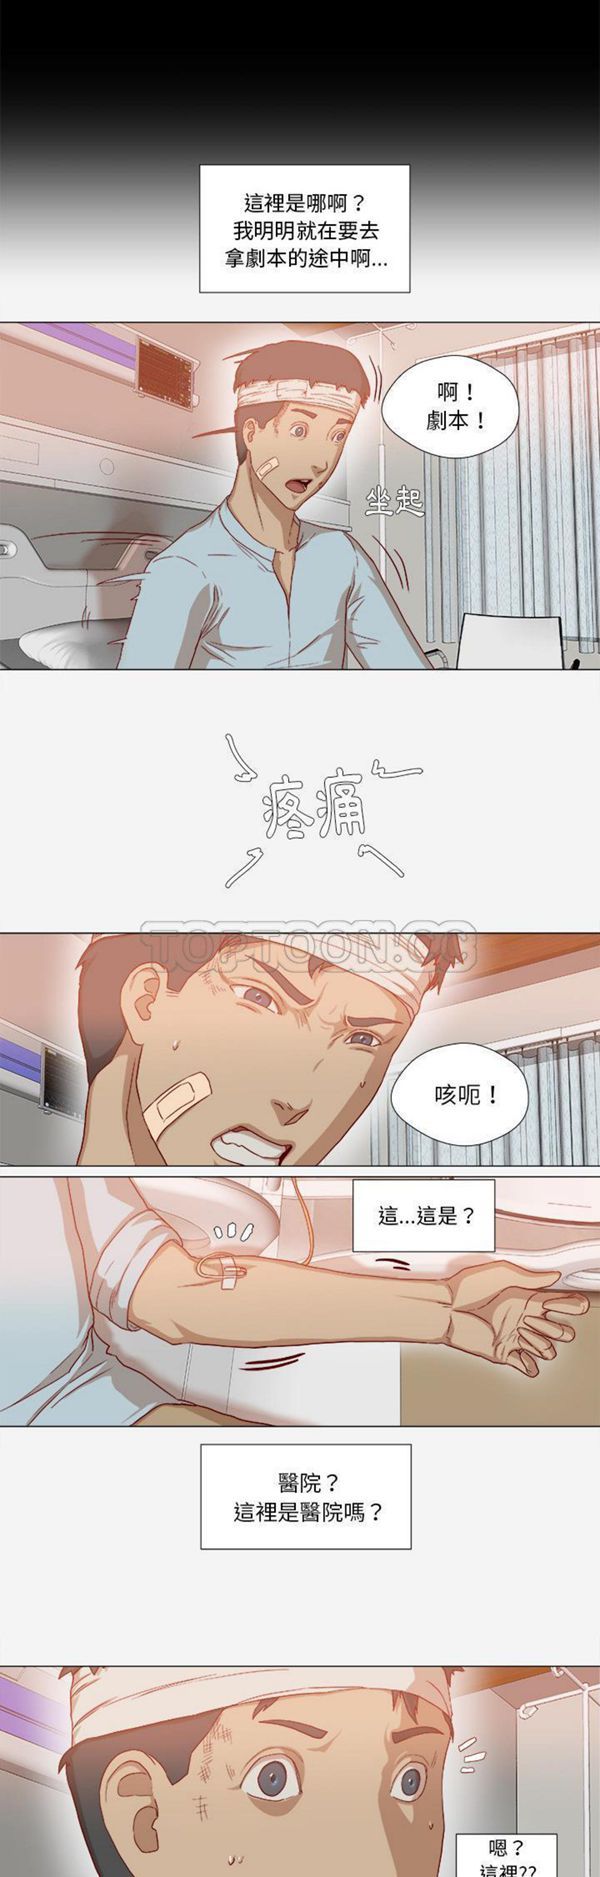 這裡是哪啊？
我明明就在要去
拿劇本的途中啊...
啊！
劇本！
坐起
疼痛
TOPTOON.CC
咳呃！
這...這是？
醫院？
這裡是醫院嗎？
嗯？
這裡??